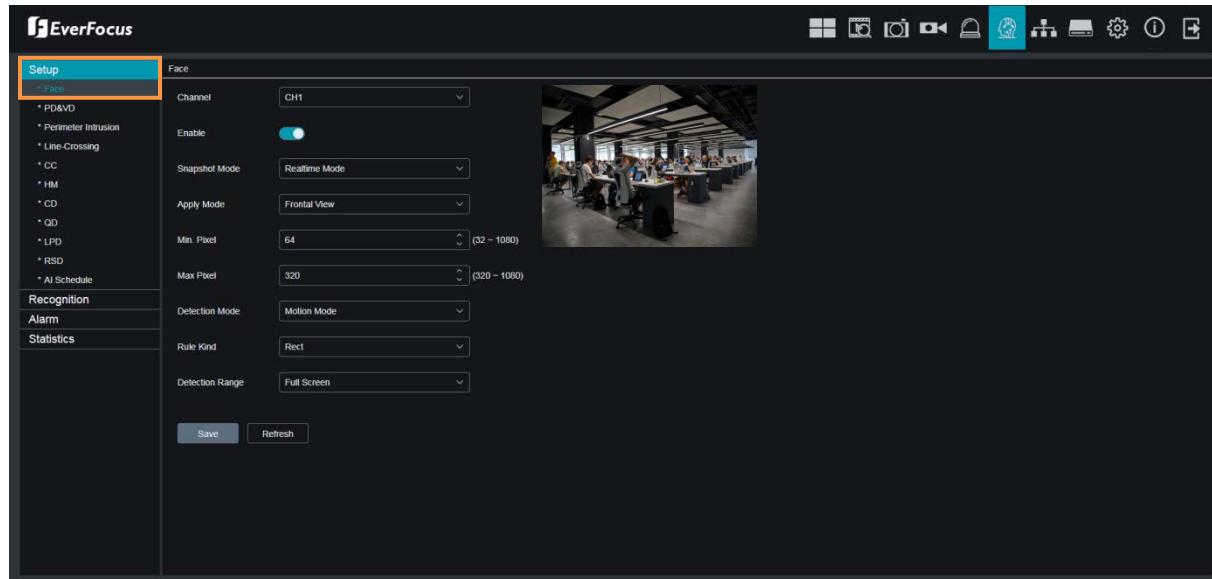 EverFocus
Setup
* Face
* PD&VD
* Perimeter Intrusion
* Line-Crossing
* CC
* HM
* CD
* QD
* LPD
* RSD
* AI Schedule
Recognition
Alarm
Statistics
Face
Channel CH1
Enable
Snapshot Mode Realtime Mode
Apply Mode Frontal View
Min. Pixel 64 (32 ~ 1080)
Max Pixel 320 (320 ~ 1080)
Detection Mode Motion Mode
Rule Kind Rect
Detection Range Full Screen
Save Refresh